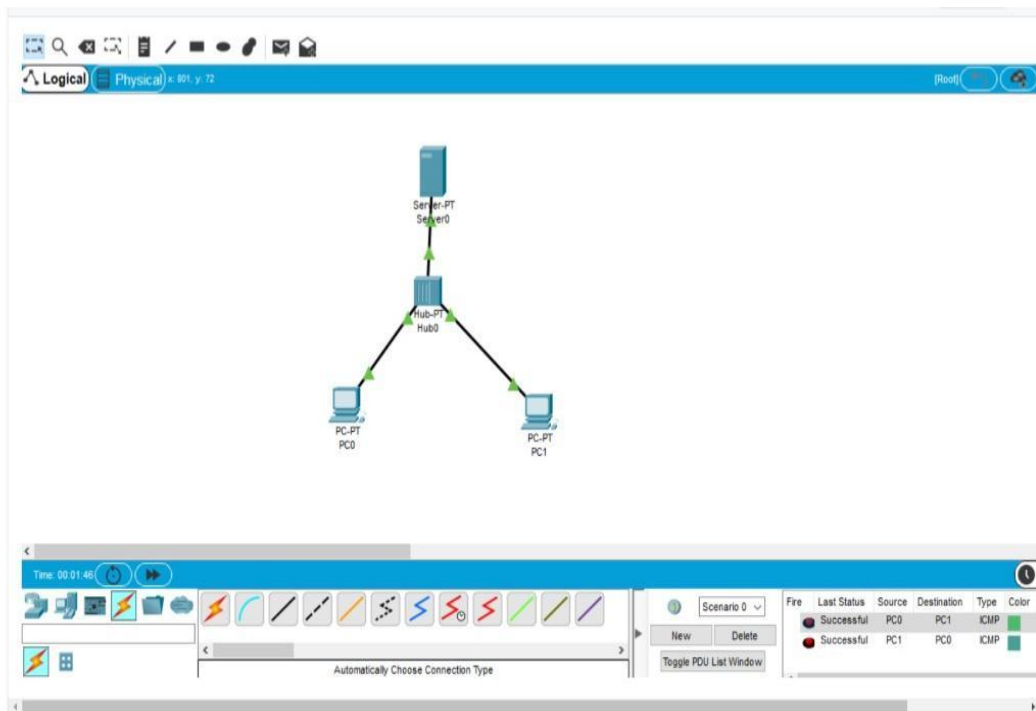 Logical Physical x: 801, y: 72 [Root]
Server-PT
Server0
Hub-PT
Hub0
PC-PT
PC0
PC-PT
PC1
Time: 00:01:46
Scenario 0
New Delete
Toggle PDU List Window
Automatically Choose Connection Type
Fire Last Status Source Destination Type Color
Successful PC0 PC1 ICMP
Successful PC1 PC0 ICMP